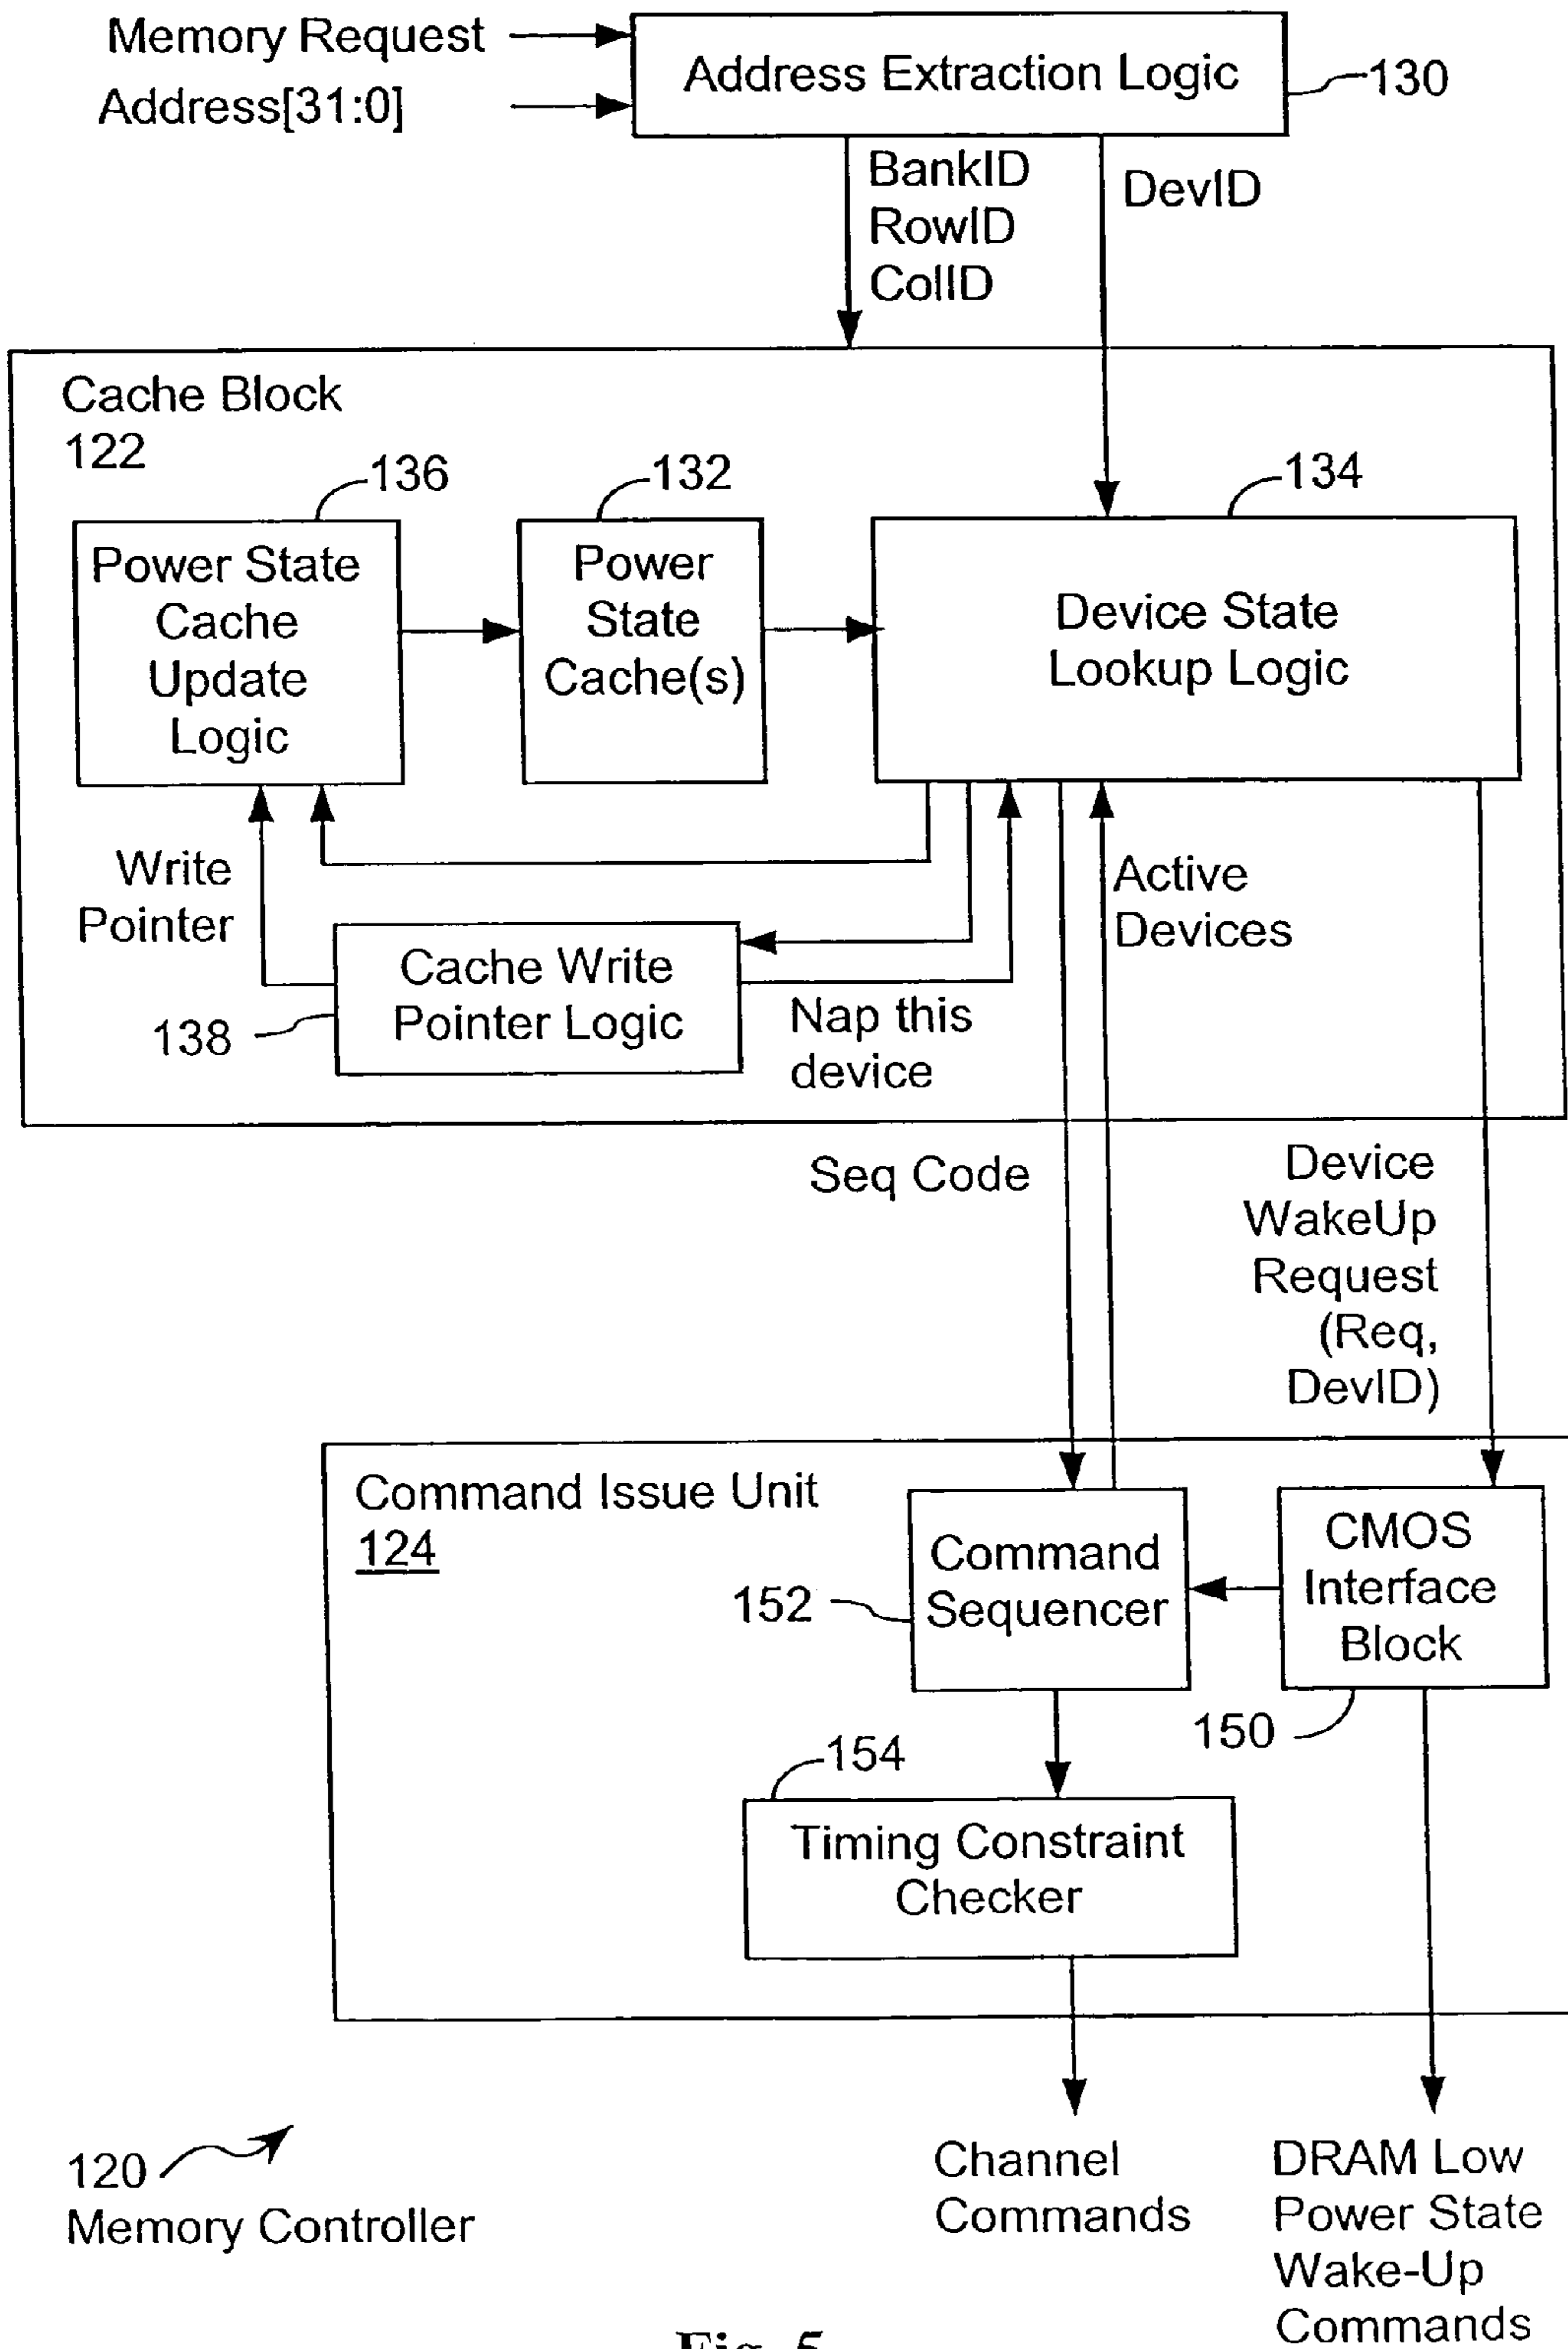 Memory Request
Address[31:0]
Address Extraction Logic
130
BankID
RowID
ColID
DevID
Cache Block
122
136
132
134
Power State
Cache
Update
Logic
Power
State
Cache(s)
Device State
Lookup Logic
Write
Pointer
Active
Devices
Cache Write
Pointer Logic
138
Nap this
device
Seq Code
Device
WakeUp
Request
(Req,
DevID)
Command Issue Unit
124
Command
Sequencer
152
CMOS
Interface
Block
150
154
Timing Constraint
Checker
120
Memory Controller
Channel
Commands
DRAM Low
Power State
Wake-Up
Commands
Fig. 5